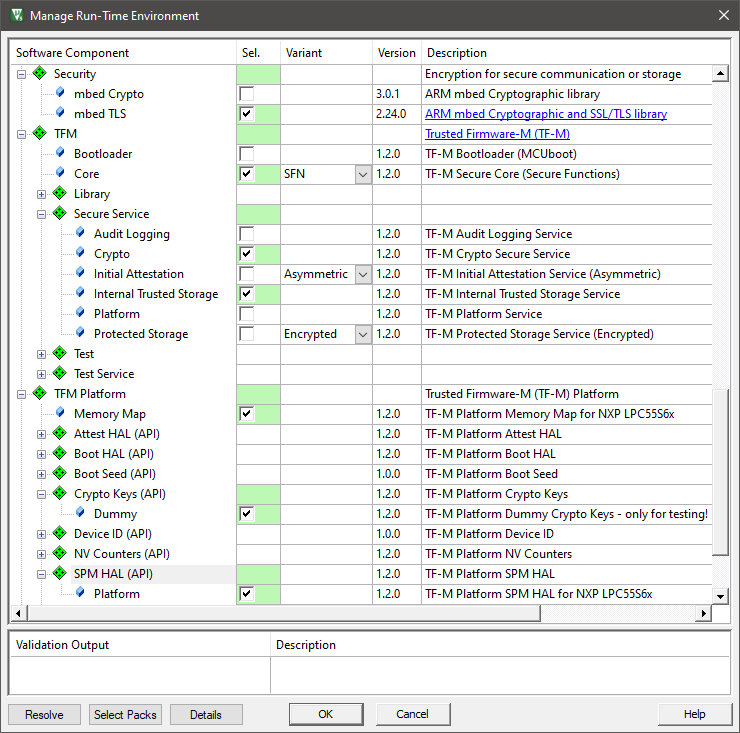 Manage Run-Time Environment
Software Component Sel. Variant Version Description
Security Encryption for secure communication or storage
mbed Crypto 3.0.1 ARM mbed Cryptographic library
mbed TLS 2.24.0 ARM mbed Cryptographic and SSL/TLS library
TFM Trusted Firmware-M (TF-M)
Bootloader 1.2.0 TF-M Bootloader (MCUboot)
Core SFN 1.2.0 TF-M Secure Core (Secure Functions)
Library
Secure Service
Audit Logging 1.2.0 TF-M Audit Logging Service
Crypto 1.2.0 TF-M Crypto Secure Service
Initial Attestation Asymmetric 1.2.0 TF-M Initial Attestation Service (Asymmetric)
Internal Trusted Storage 1.2.0 TF-M Internal Trusted Storage Service
Platform 1.2.0 TF-M Platform Service
Protected Storage Encrypted 1.2.0 TF-M Protected Storage Service (Encrypted)
Test
Test Service
TFM Platform Trusted Firmware-M (TF-M) Platform
Memory Map 1.2.0 TF-M Platform Memory Map for NXP LPC55S6x
Attest HAL (API) 1.2.0 TF-M Platform Attest HAL
Boot HAL (API) 1.2.0 TF-M Platform Boot HAL
Boot Seed (API) 1.0.0 TF-M Platform Boot Seed
Crypto Keys (API) 1.2.0 TF-M Platform Crypto Keys
Dummy 1.2.0 TF-M Platform Dummy Crypto Keys - only for testing!
Device ID (API) 1.0.0 TF-M Platform Device ID
NV Counters (API) 1.2.0 TF-M Platform NV Counters
SPM HAL (API) 1.2.0 TF-M Platform SPM HAL
Platform 1.2.0 TF-M Platform SPM HAL for NXP LPC55S6x
Validation Output Description
Resolve Select Packs Details OK Cancel Help